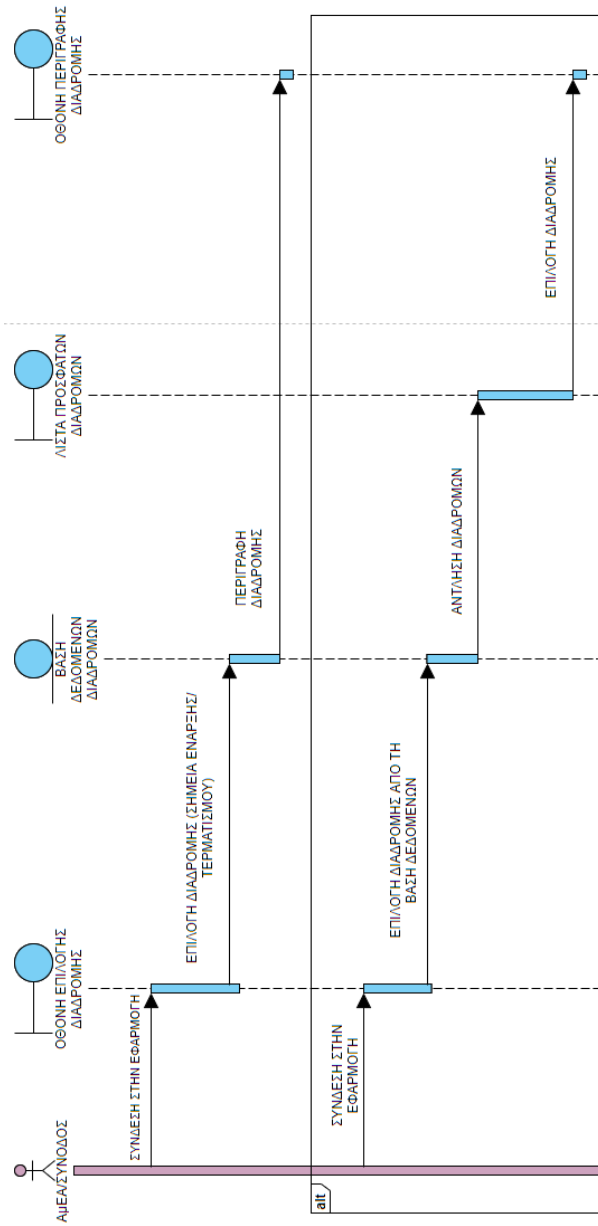 ΑμΕΑ/ΣΥΝΟΔΟΣ
ΟΘΟΝΗ ΕΠΙΛΟΓΗΣ
ΔΙΑΔΡΟΜΗΣ
ΒΑΣΗ
ΔΕΔΟΜΕΝΩΝ
ΔΙΑΔΡΟΜΩΝ
ΛΙΣΤΑ ΠΡΟΣΦΑΤΩΝ
ΔΙΑΔΡΟΜΩΝ
ΟΘΟΝΗ ΠΕΡΙΓΡΑΦΗΣ
ΔΙΑΔΡΟΜΗΣ
ΣΥΝΔΕΣΗ ΣΤΗΝ ΕΦΑΡΜΟΓΗ
ΕΠΙΛΟΓΗ ΔΙΑΔΡΟΜΗΣ (ΣΗΜΕΙΑ ΕΝΑΡΞΗΣ/
ΤΕΡΜΑΤΙΣΜΟΥ)
ΠΕΡΙΓΡΑΦΗ
ΔΙΑΔΡΟΜΗΣ
alt
ΣΥΝΔΕΣΗ ΣΤΗΝ
ΕΦΑΡΜΟΓΗ
ΕΠΙΛΟΓΗ ΔΙΑΔΡΟΜΗΣ ΑΠΟ ΤΗ
ΒΑΣΗ ΔΕΔΟΜΕΝΩΝ
ΑΝΤΛΗΣΗ ΔΙΑΔΡΟΜΩΝ
ΕΠΙΛΟΓΗ ΔΙΑΔΡΟΜΗΣ